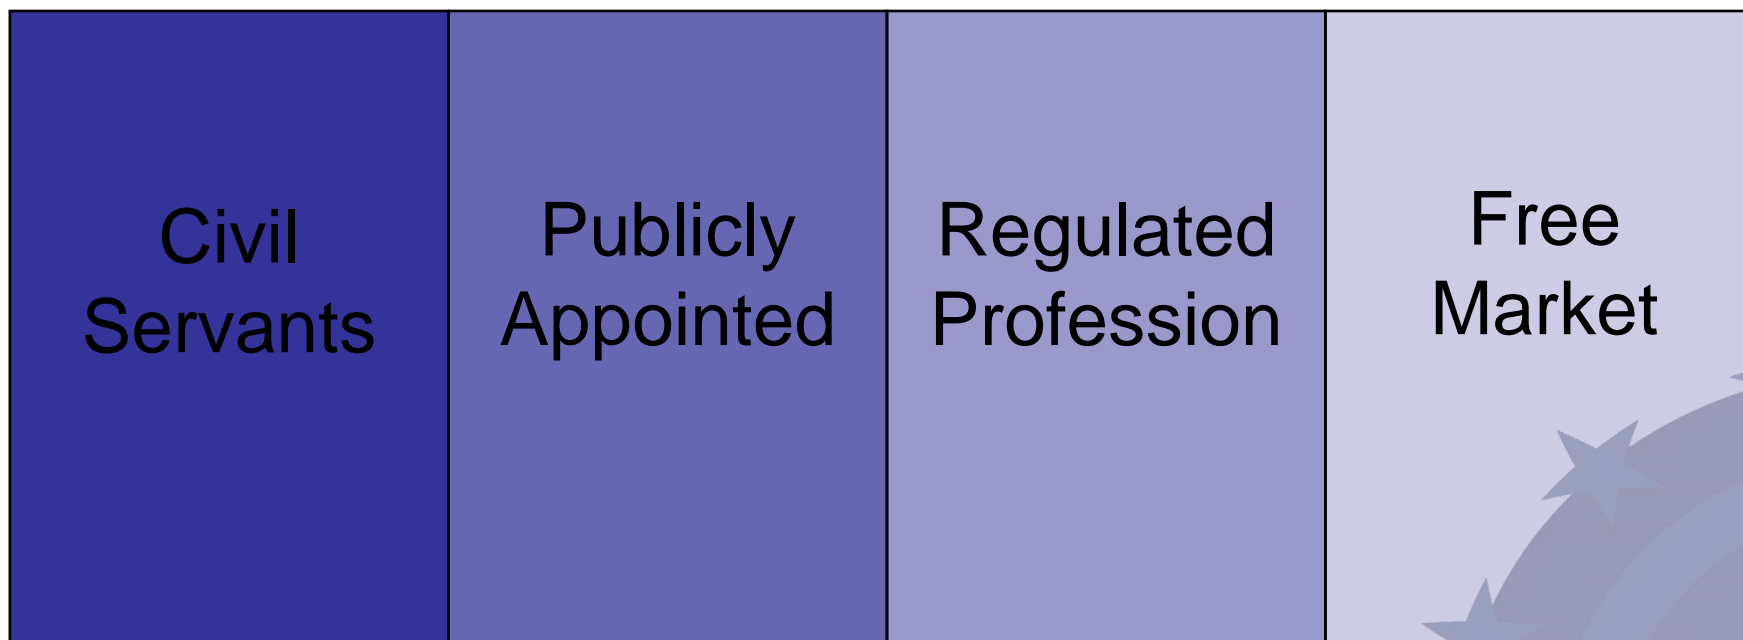 Civil
Servants
Publicly
Appointed
Regulated
Profession
Free
Market